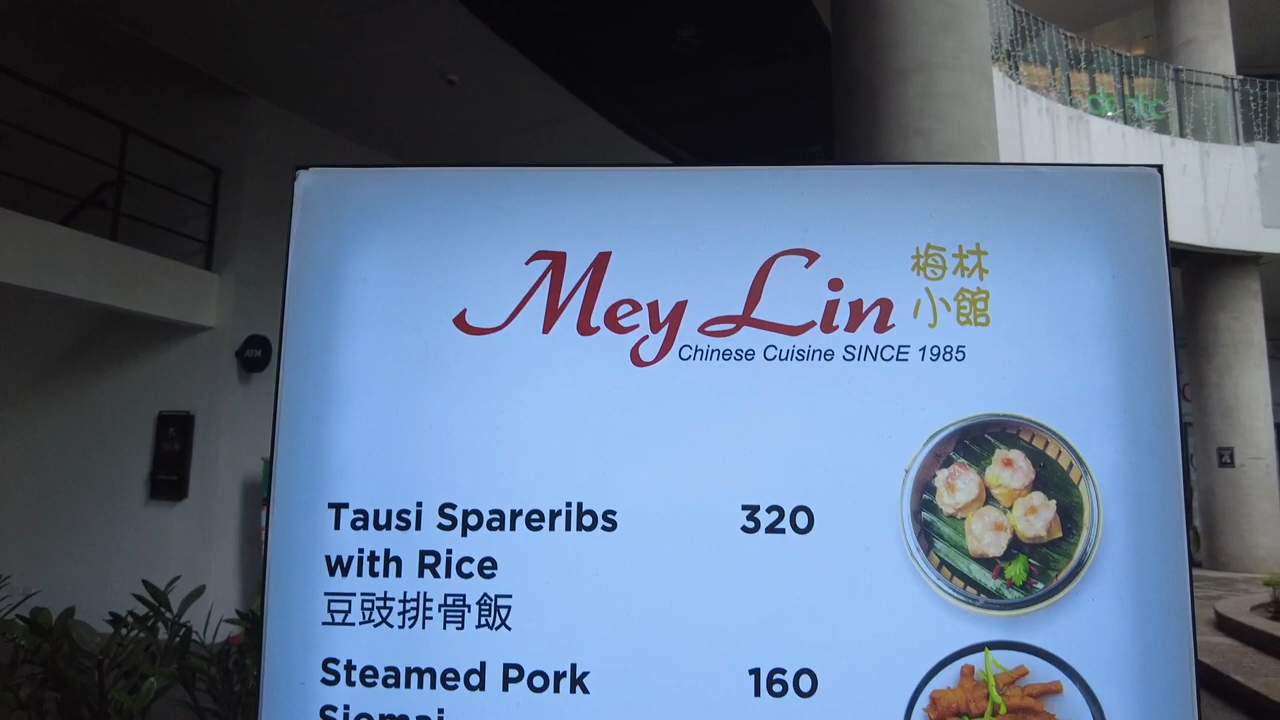 Mey Lin
梅林
小館
Chinese Cuisine SINCE 1985
Tausi Spareribs
with Rice
320
豆豉排骨飯
Steamed Pork
160
Siomai
ATM